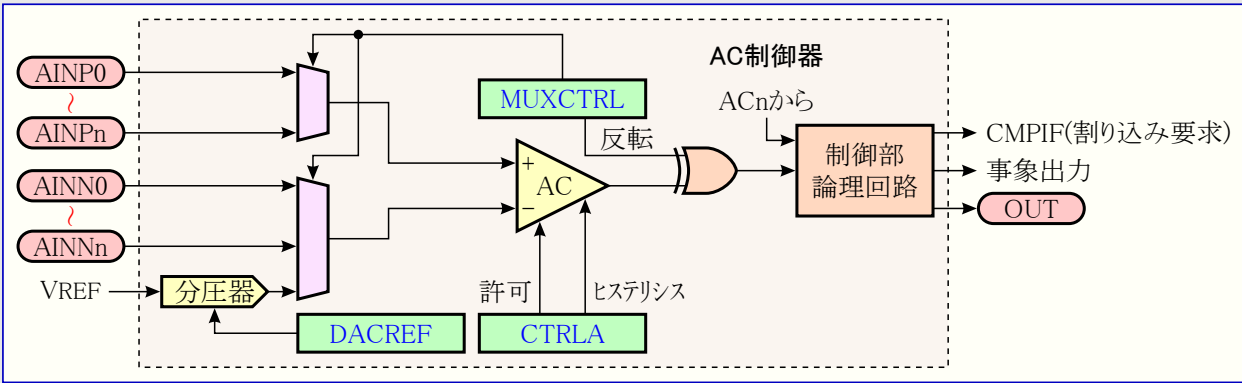 AC制御器
AINP0
~
AINPn
MUXCTRL
ACnから
反転
制御部
論理回路
CMPIF(割り込み要求)
事象出力
OUT
+
AC
−
AINN0
~
AINNn
VREF
分圧器
許可
ヒステリシス
DACREF
CTRLA